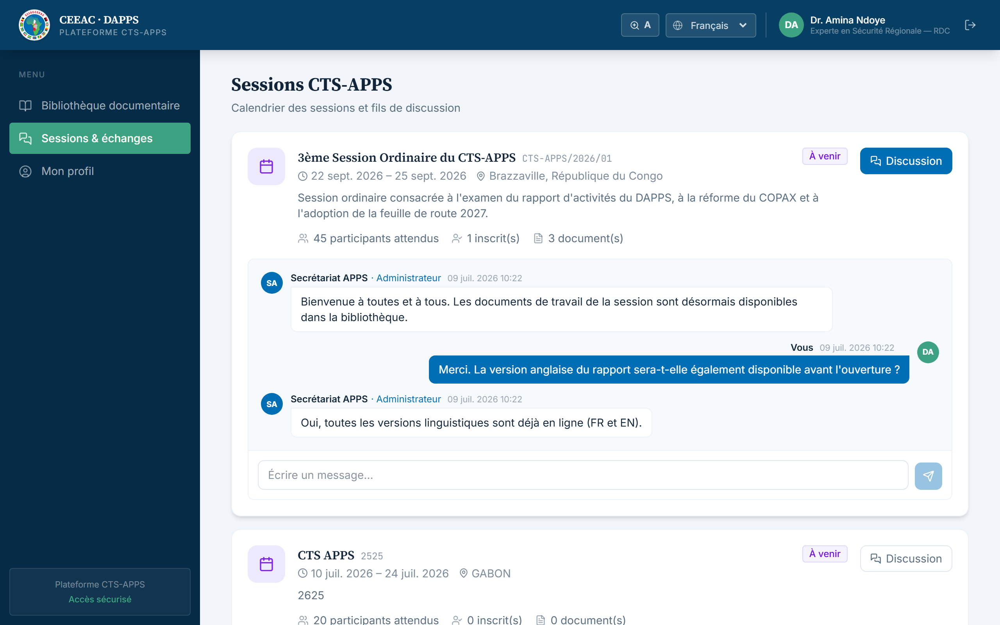 CEEAC-ECCAS
CEEAC · DAPPS
PLATEFORME CTS-APPS
A
Français
DA
Dr. Amina Ndoye
Experte en Sécurité Régionale — RDC
MENU
Bibliothèque documentaire
Sessions & échanges
Mon profil
Plateforme CTS-APPS
Accès sécurisé
Sessions CTS-APPS
Calendrier des sessions et fils de discussion
3ème Session Ordinaire du CTS-APPS CTS-APPS/2026/01
À venir
Discussion
22 sept. 2026 – 25 sept. 2026 Brazzaville, République du Congo
Session ordinaire consacrée à l'examen du rapport d'activités du DAPPS, à la réforme du COPAX et à
l'adoption de la feuille de route 2027.
45 participants attendus 1 inscrit(s) 3 document(s)
SA
Secrétariat APPS · Administrateur 09 juil. 2026 10:22
Bienvenue à toutes et à tous. Les documents de travail de la session sont désormais disponibles
dans la bibliothèque.
Vous 09 juil. 2026 10:22
DA
Merci. La version anglaise du rapport sera-t-elle également disponible avant l'ouverture ?
SA
Secrétariat APPS · Administrateur 09 juil. 2026 10:22
Oui, toutes les versions linguistiques sont déjà en ligne (FR et EN).
Écrire un message...
CTS APPS 2525
À venir
Discussion
10 juil. 2026 – 24 juil. 2026 GABON
2625
20 participants attendus 0 inscrit(s) 0 document(s)